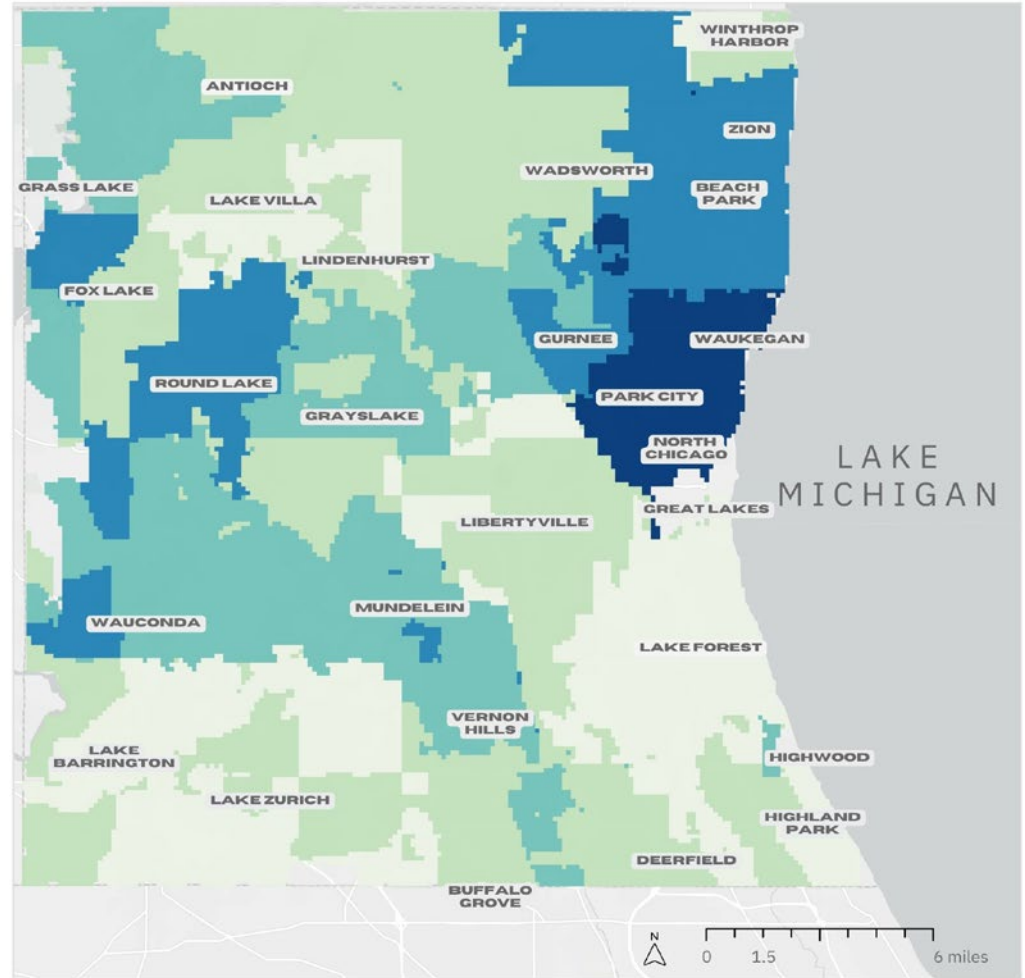 WINTHROP
HARBOR
ANTIOCH
ZION
WADSWORTH
GRASS LAKE
BEACH
PARK
LAKE VILLA
LINDENHURST
FOX LAKE
GURNEE
WAUKEGAN
ROUND LAKE
PARK CITY
GRAYSLAKE
NORTH
CHICAGO
LAKE
MICHIGAN
GREAT LAKES
LIBERTYVILLE
MUNDELEIN
WAUCONDA
LAKE FOREST
VERNON
HILLS
LAKE
BARRINGTON
HIGHWOOD
LAKE ZURICH
HIGHLAND
PARK
DEERFIELD
BUFFALO
GROVE
N
0 1.5 6 miles